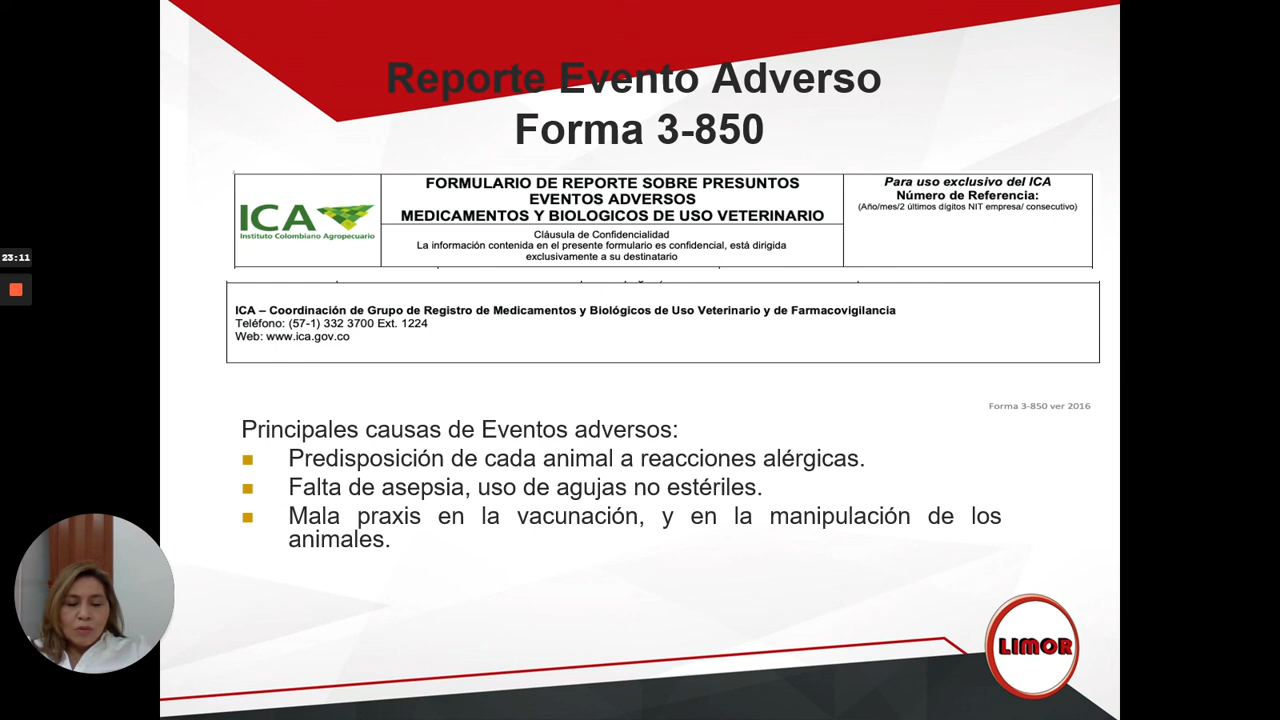 Reporte Evento Adverso
Forma 3-850
ICA
Instituto Colombiano Agropecuario
FORMULARIO DE REPORTE SOBRE PRESUNTOS
EVENTOS ADVERSOS
MEDICAMENTOS Y BIOLOGICOS DE USO VETERINARIO
Cláusula de Confidencialidad
La información contenida en el presente formulario es confidencial, está dirigida
exclusivamente a su destinatario
Para uso exclusivo del ICA
Número de Referencia:
(Año/mes/2 últimos dígitos NIT empresa/ consecutivo)
23:11
ICA – Coordinación de Grupo de Registro de Medicamentos y Biológicos de Uso Veterinario y de Farmacovigilancia
Teléfono: (57-1) 332 3700 Ext. 1224
Web: www.ica.gov.co
Forma 3-850 ver 2016
Principales causas de Eventos adversos:
Predisposición de cada animal a reacciones alérgicas.
Falta de asepsia, uso de agujas no estériles.
Mala praxis en la vacunación, y en la manipulación de los
animales.
LIMOR